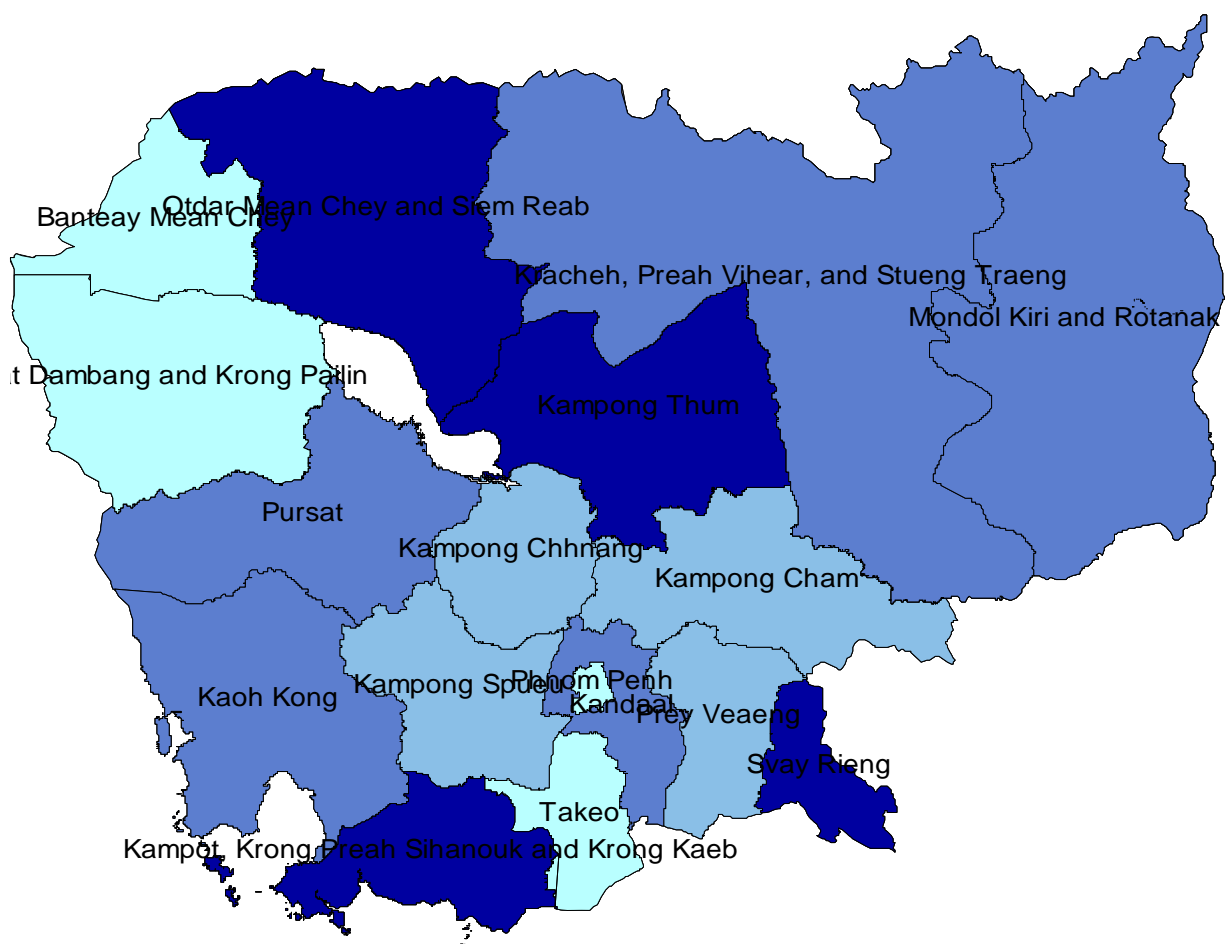 Otdar Mean Chey and Siem Reab
Banteay Mean Chey
Kracheh, Preah Vihear, and Stueng Traeng
Mondol Kiri and Rotanak
t Dambang and Krong Pailin
Kampong Thum
Pursat
Kampong Chhnang
Kampong Cham
Phnom Penh
Kampong Spueu
Kaoh Kong
Kandaal
Prey Veaeng
Svay Rieng
Takeo
Kampot, Krong Preah Sihanouk and Krong Kaeb